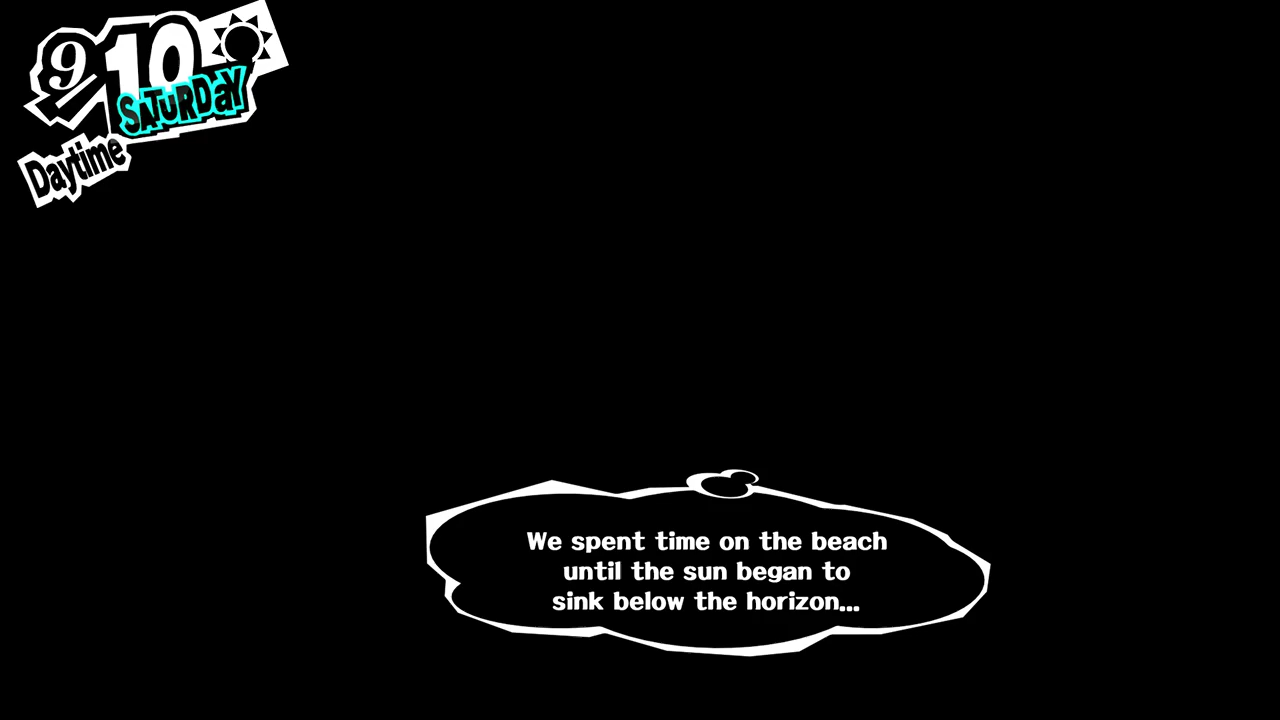 9/10
SATURDaY
Daytime
We spent time on the beach
until the sun began to
sink below the horizon...